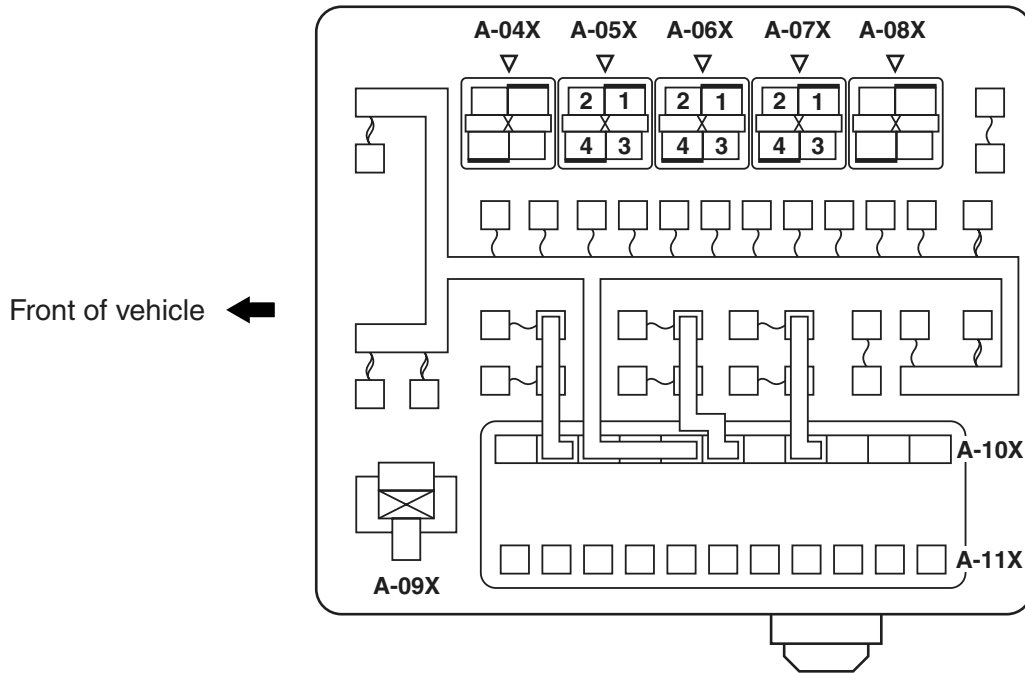 A-04X A-05X A-06X A-07X A-08X
2 1 2 1 2 1
4 3 4 3 4 3
Front of vehicle
A-10X
A-11X
A-09X